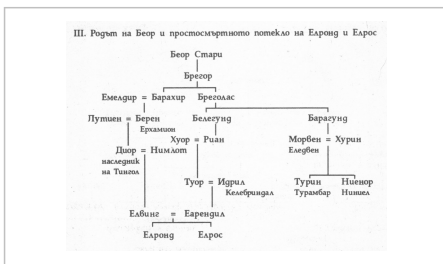 III. Родът на Беор и простосмъртното потекло на Елронд и Елрос
Беор Стари
Брегор
Емелдир = Барахир Бреголас
Лутиен = Берен Белегунд Барагунд
Ерхамион
Хуор = Риан Морвен = Хурин
Еледвен
Диор = Нимлот
наследник
на Тингол
Туор = Идрил Турин Ниенор
Келебриндал Турамбар Ниниел
Елвинг = Еарендил
Елронд Елрос